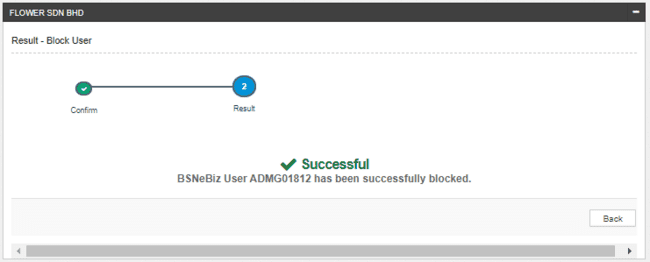 FLOWER SDN BHD
Result - Block User
2
Confirm
Result
Successful
BSNeBiz User ADMG01812 has been successfully blocked.
Back